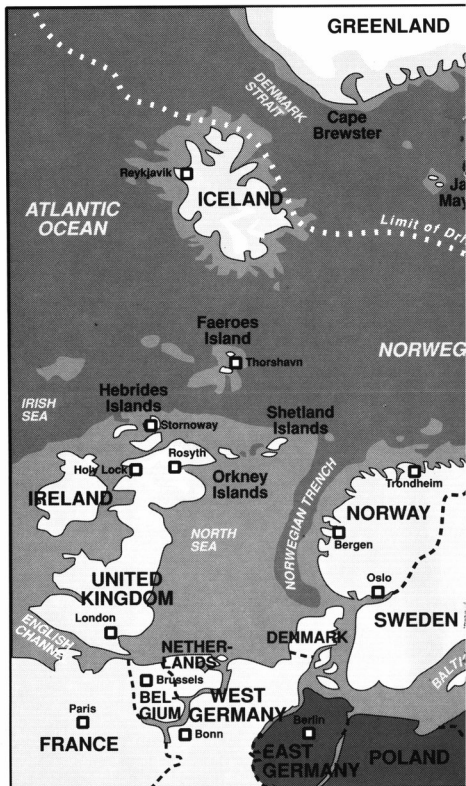 GREENLAND
DENMARK
STRAIT
Cape
Brewster
Reykjavik
ICELAND
Ja
May
ATLANTIC
OCEAN
Limit of Dri
Faeroes
Island
Thorshavn
NORWEG
Hebrides
Islands
IRISH
SEA
Stornoway
Shetland
Islands
Rosyth
Holy Lock
Orkney
Islands
Trondheim
IRELAND
NORWEGIAN TRENCH
NORWAY
NORTH
SEA
Bergen
UNITED
KINGDOM
Oslo
London
SWEDEN
ENGLISH
CHANN
DENMARK
NETHER-
LANDS
BALTI
Brussels
BEL-
GIUM
WEST
GERMANY
Paris
Berlin
Bonn
FRANCE
EAST
GERMANY
POLAND